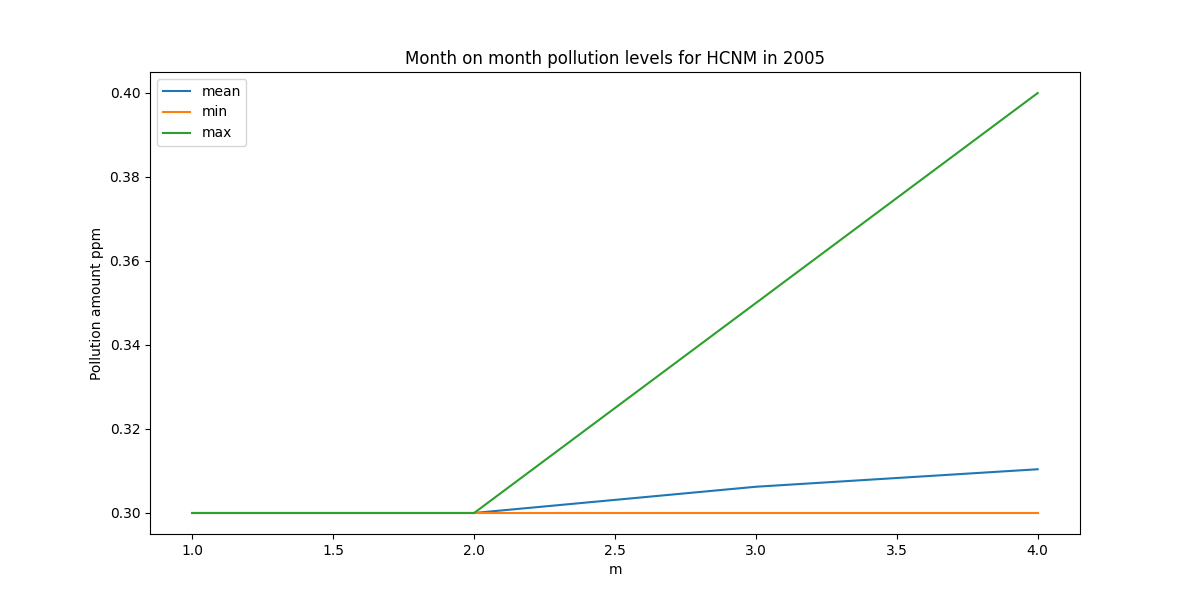 Month on month pollution levels for HCNM in 2005
mean
min
max
Pollution amount ppm
0.40
0.38
0.36
0.34
0.32
0.30
1.0 1.5 2.0 2.5 3.0 3.5 4.0
m